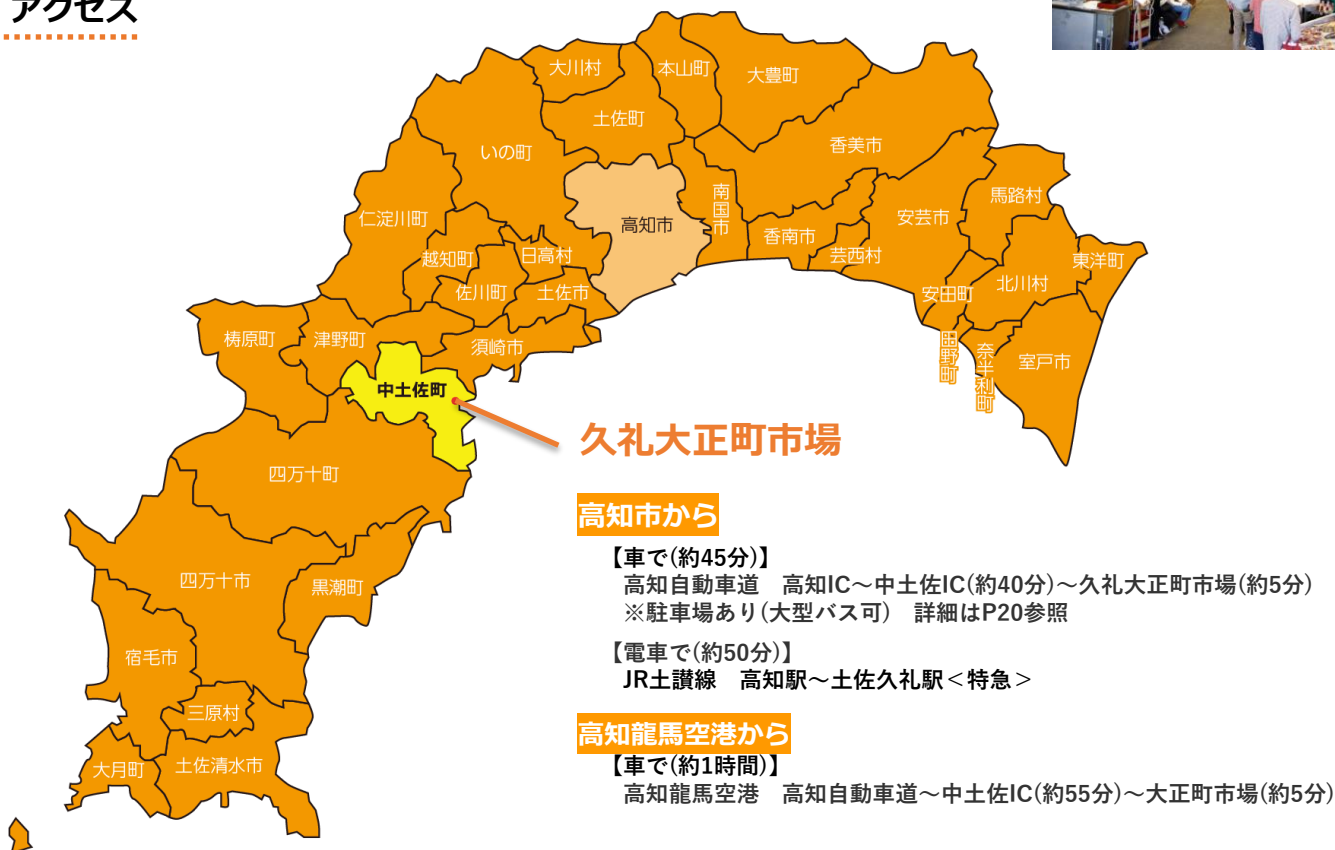 アクセス
大川村
本山町
大豊町
土佐町
いの町
香美市
高知市
南国市
馬路村
仁淀川町
安芸市
香南市
芸西村
越知町
日高村
東洋町
佐川町
土佐市
安田町
北川村
梼原町
津野町
須崎市
田野町
奈半利町
室戸市
中土佐町
久礼大正町市場
四万十町
四万十市
黒潮町
宿毛市
三原村
大月町
土佐清水市
高知市から
【車で(約45分)】
高知自動車道　高知IC～中土佐IC(約40分)～久礼大正町市場(約5分)
※駐車場あり(大型バス可)　詳細はP20参照
【電車で(約50分)】
JR土讃線　高知駅～土佐久礼駅＜特急＞
高知龍馬空港から
【車で(約1時間)】
高知龍馬空港　高知自動車道～中土佐IC(約55分)～大正町市場(約5分)